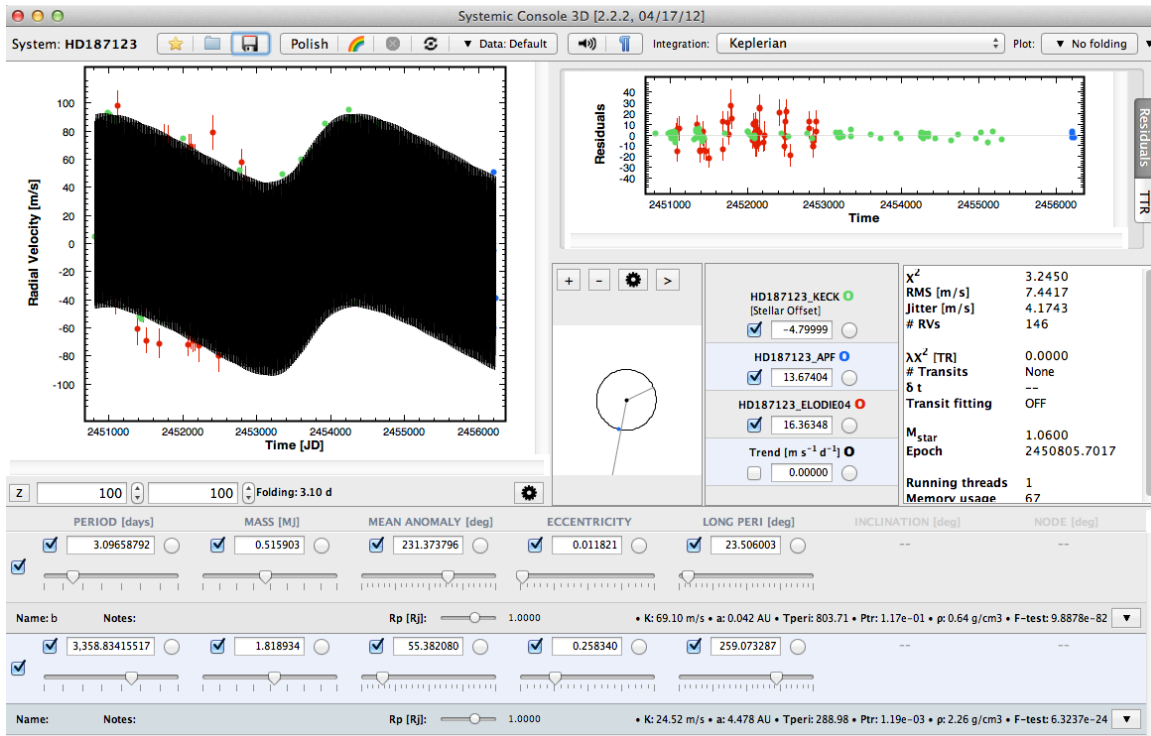 Systemic Console 3D [2.2.2, 04/17/12]
System: HD187123 Polish ▼ Data: Default Integration: Keplerian Plot: ▼ No folding ▼
100
80
60
40
20
0
-20
-40
-60
-80
-100
Radial Velocity [m/s]
2451000 2452000 2453000 2454000 2455000 2456000
Time [JD]
40
30
20
10
0
-10
-20
-30
-40
Residuals
2451000 2452000 2453000 2454000 2455000 2456000
Time
Residuals
TTR
+ - >
HD187123_KECK O
[Stellar Offset]
-4.79999
HD187123_APF O
13.67404
HD187123_ELODIE04 O
16.36348
Trend [m s⁻¹ d⁻¹] O
0.00000
χ² 3.2450
RMS [m/s] 7.4417
Jitter [m/s] 4.1743
# RVs 146
λχ² [TR] 0.0000
# Transits None
δ t --
Transit fitting OFF
Mstar 1.0600
Epoch 2450805.7017
Running threads 1
Memory usage 67
Z 100 100 Folding: 3.10 d
PERIOD [days] MASS [MJ] MEAN ANOMALY [deg] ECCENTRICITY LONG PERI [deg] INCLINATION [deg] NODE [deg]
3.09658792 0.515903 231.373796 0.011821 23.506003 -- --
Name: b Notes: Rp [Rj]: 1.0000 • K: 69.10 m/s • a: 0.042 AU • Tperi: 803.71 • Ptr: 1.17e-01 • ρ: 0.64 g/cm3 • F-test: 9.8878e-82 ▼
3,358.83415517 1.818934 55.382080 0.258340 259.073287 -- --
Name: Notes: Rp [Rj]: 1.0000 • K: 24.52 m/s • a: 4.478 AU • Tperi: 288.98 • Ptr: 1.19e-03 • ρ: 2.26 g/cm3 • F-test: 6.3237e-24 ▼